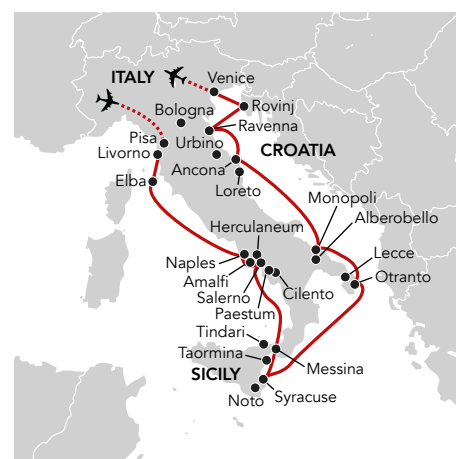 ITALY
Venice
Bologna
Rovinj
Ravenna
Urbino
Pisa
Livorno
CROATIA
Ancona
Elba
Loreto
Monopoli
Alberobello
Herculaneum
Lecce
Naples
Otranto
Amalfi
Salerno
Cilento
Paestum
Tindari
Taormina
Messina
SICILY
Noto
Syracuse